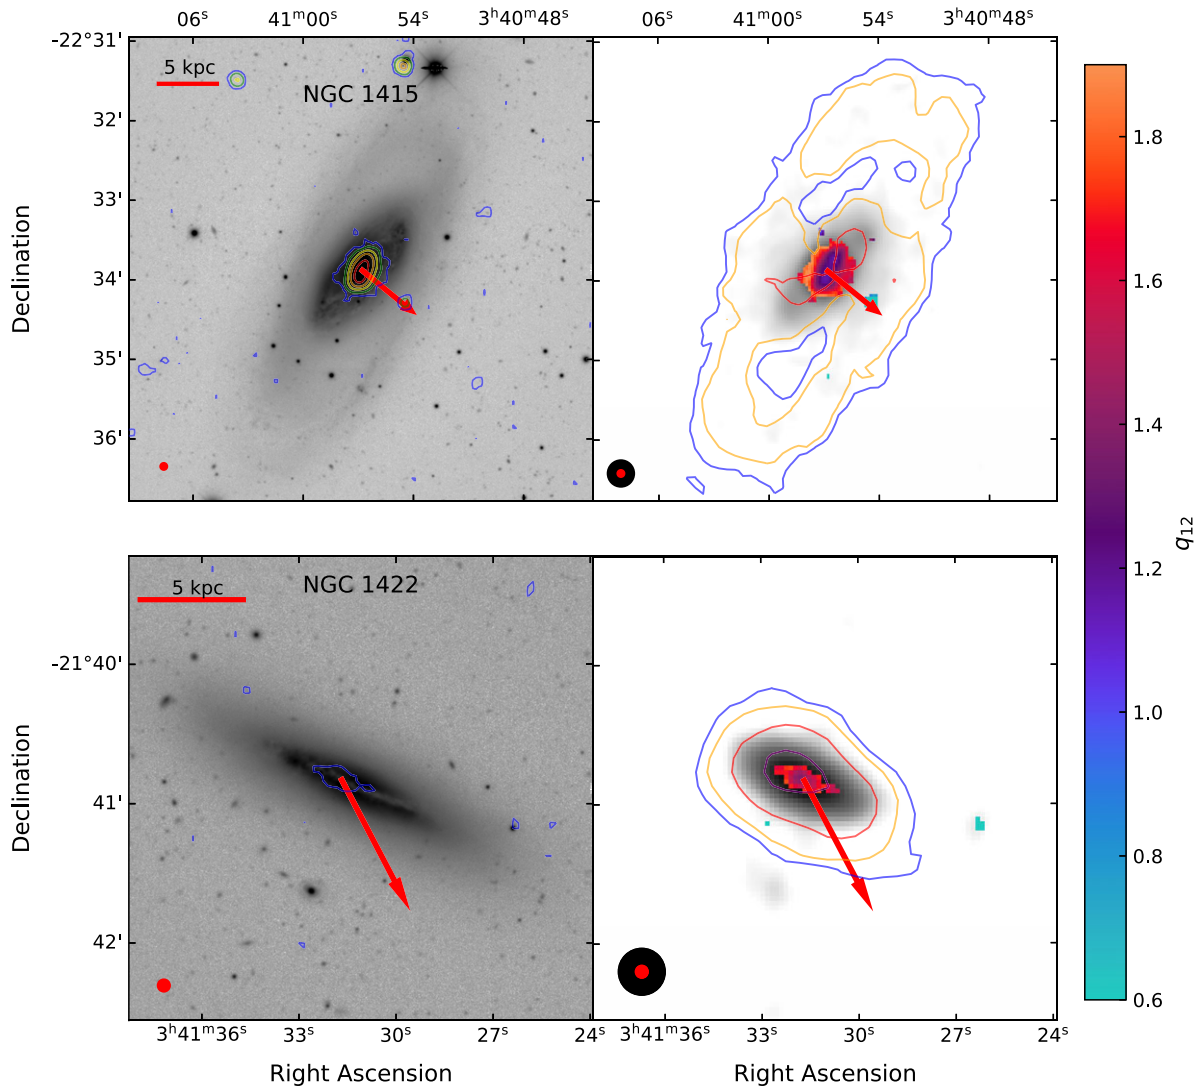 06ˢ 41ᵐ00ˢ 54ˢ 3ʰ40ᵐ48ˢ 06ˢ 41ᵐ00ˢ 54ˢ 3ʰ40ᵐ48ˢ
-22°31'
5 kpc
NGC 1415
32'
33'
34'
35'
36'
Declination
5 kpc
NGC 1422
-21°40'
41'
42'
Declination
3ʰ41ᵐ36ˢ 33ˢ 30ˢ 27ˢ 24ˢ 3ʰ41ᵐ36ˢ 33ˢ 30ˢ 27ˢ 24ˢ
Right Ascension Right Ascension
1.8
1.6
1.4
1.2
1.0
0.8
0.6
q₁₂